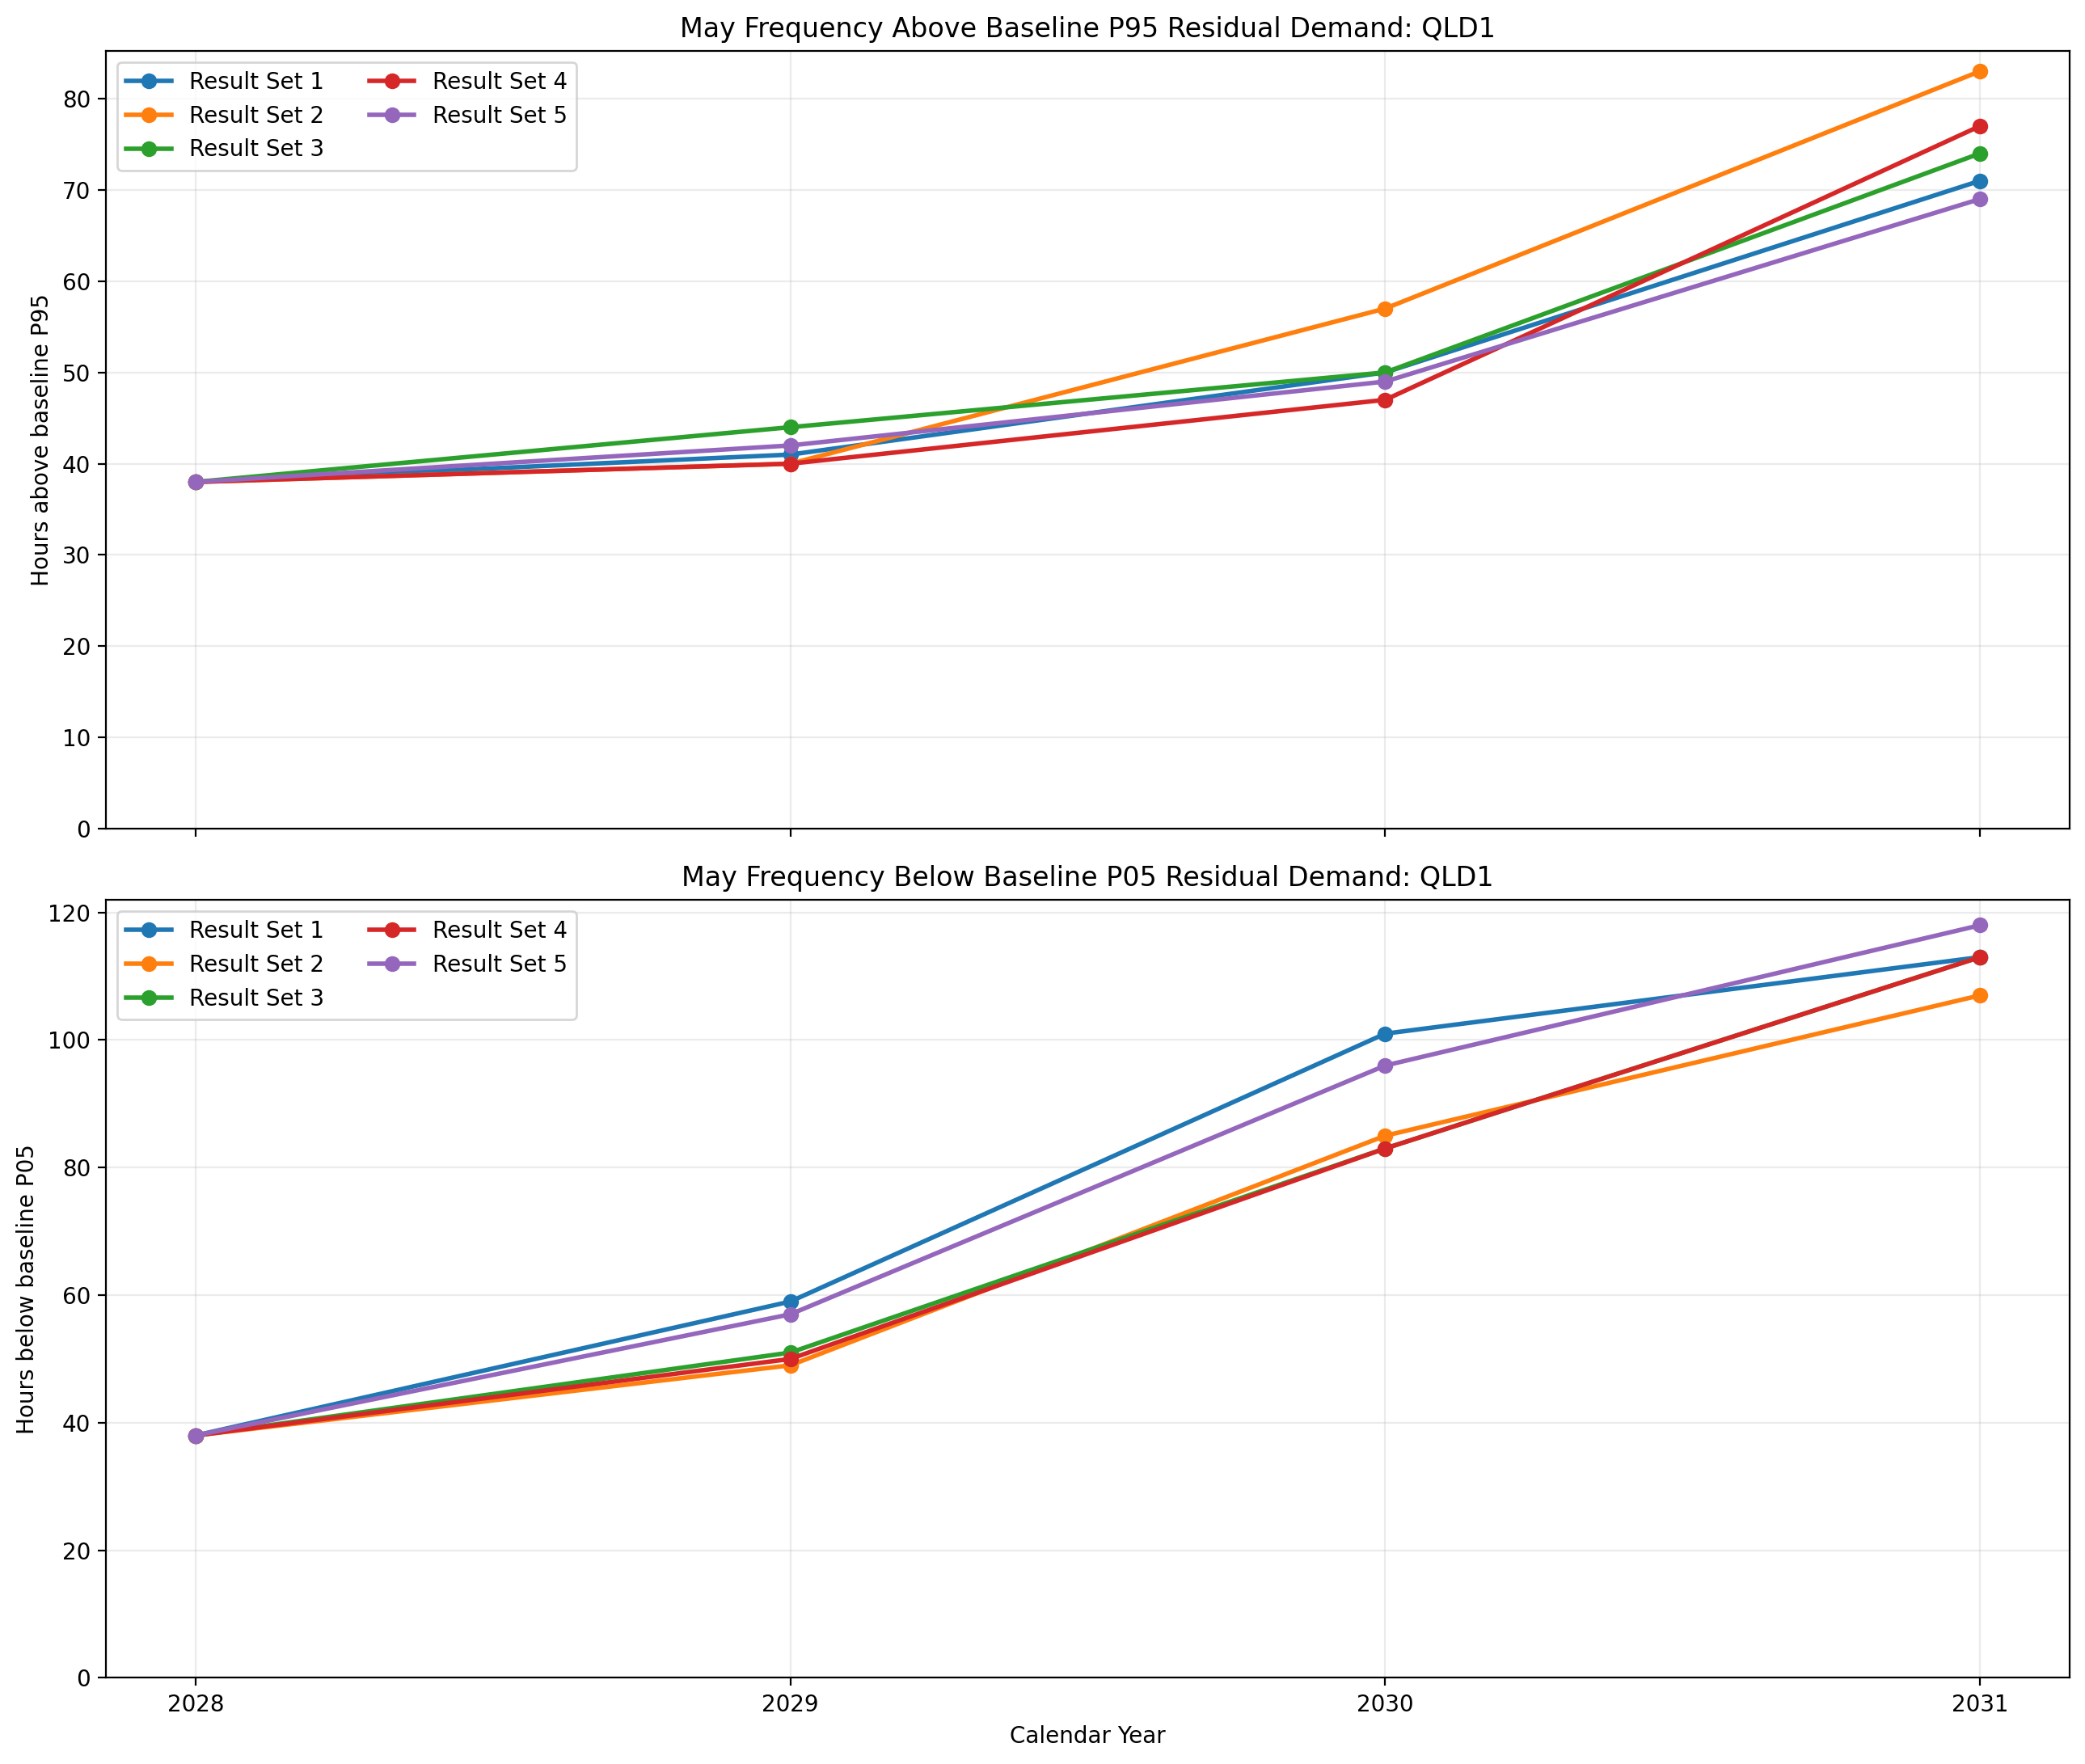 May Frequency Above Baseline P95 Residual Demand: QLD1
Result Set 1
Result Set 2
Result Set 3
Result Set 4
Result Set 5
Hours above baseline P95
80
70
60
50
40
30
20
10
0
May Frequency Below Baseline P05 Residual Demand: QLD1
Result Set 1
Result Set 2
Result Set 3
Result Set 4
Result Set 5
Hours below baseline P05
120
100
80
60
40
20
0
2028
2029
2030
2031
Calendar Year